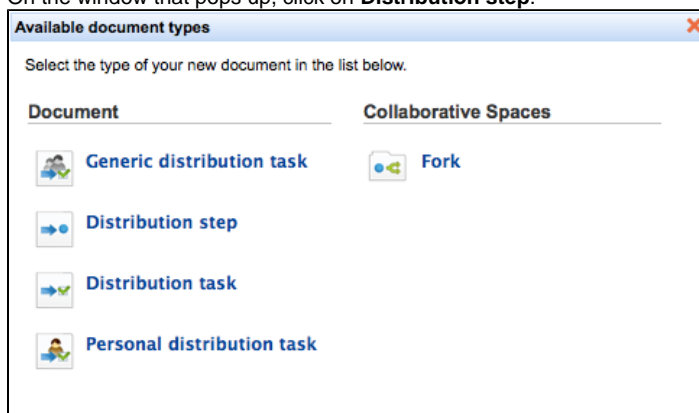 On the window that pops up, click on Distribution step.
Available document types
Select the type of your new document in the list below.
Document
Collaborative Spaces
Generic distribution task
Fork
Distribution step
Distribution task
Personal distribution task